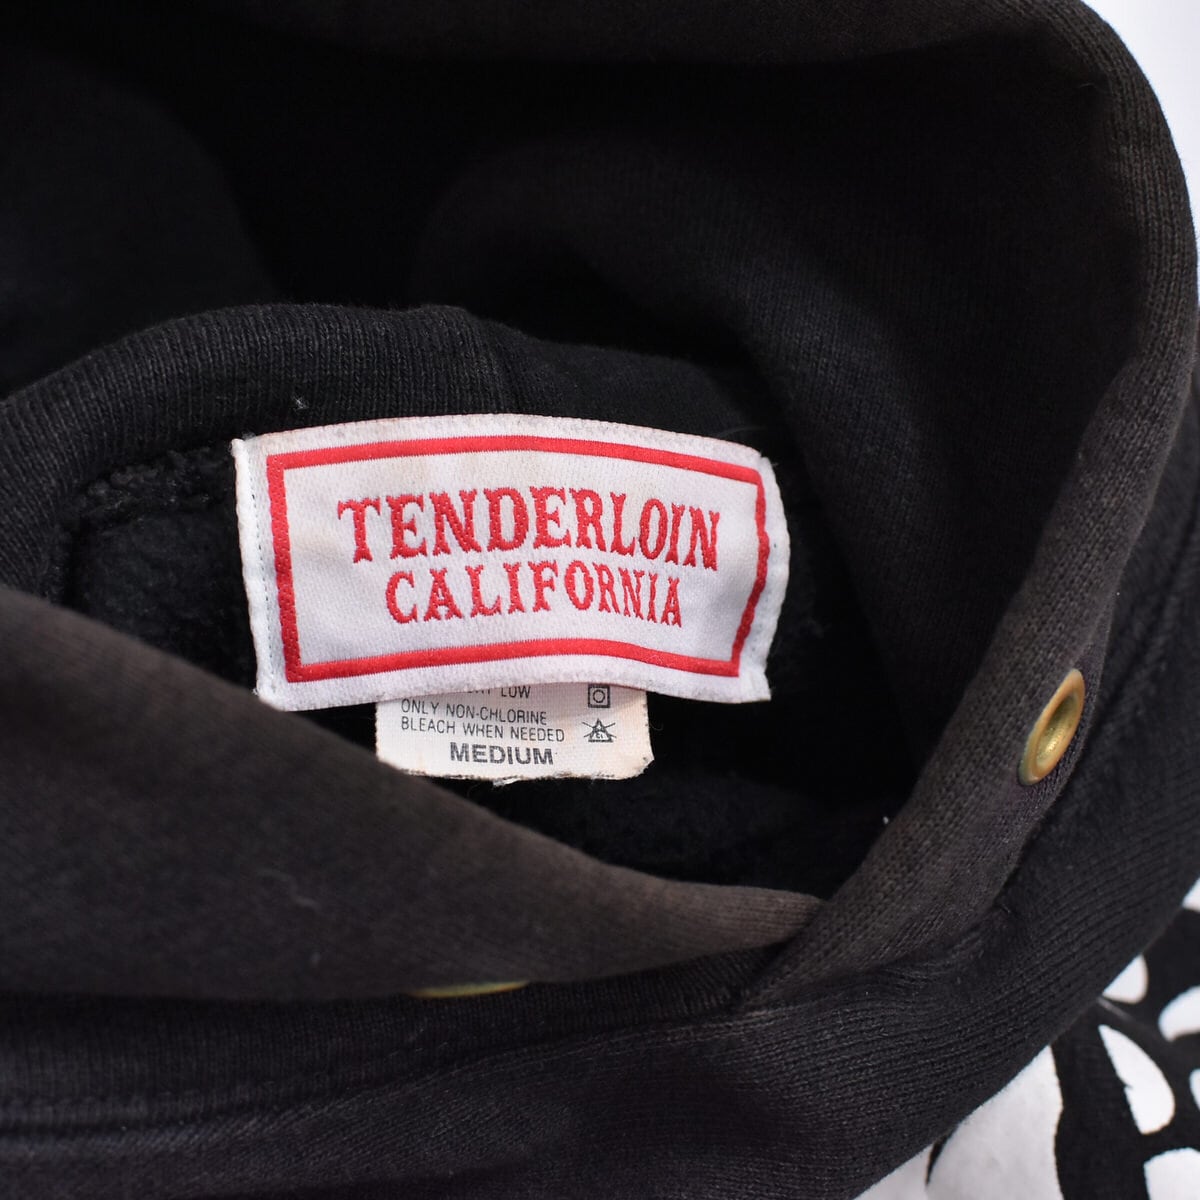 TENDERLOIN
CALIFORNIA
LOW
ONLY NON-CHLORINE
BLEACH WHEN NEEDED
MEDIUM